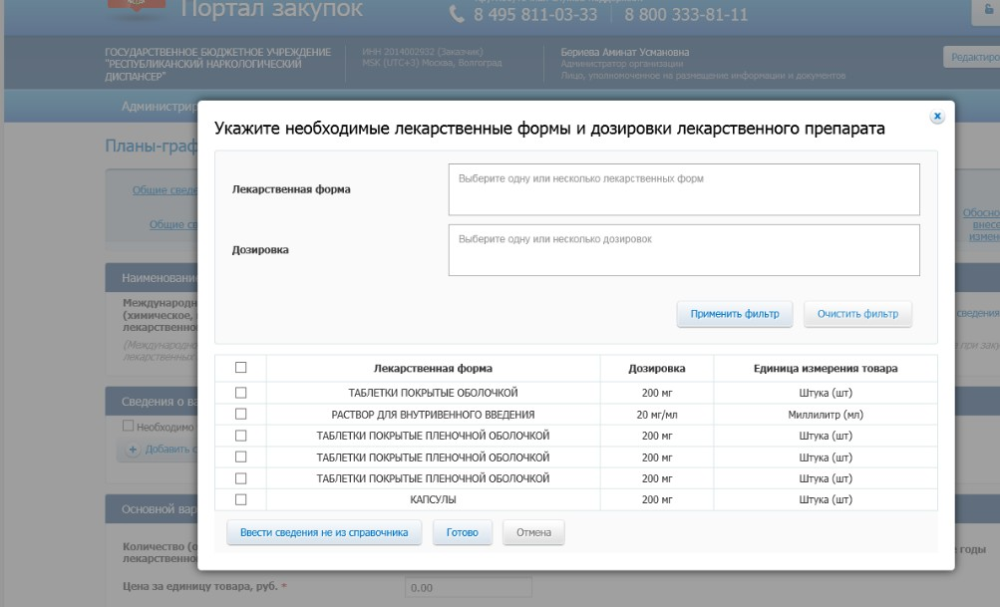 Портал закупок
8 495 811-03-33
8 800 333-81-11
ГОСУДАРСТВЕННОЕ БЮДЖЕТНОЕ УЧРЕЖДЕНИЕ
"РЕСПУБЛИКАНСКИЙ НАРКОЛОГИЧЕСКИЙ
ДИСПАНСЕР"
ИНН 2014002932 (Заказчик)
MSK (UTC+3) Москва, Волгоград
Бериева Аминат Усмановна
Администратор организации
Лицо, уполномоченное на размещение информации и документов
Редактиро
Администрир
Планы-граф
Общие сведе
Общие св
Обосно
внесе
измен
Укажите необходимые лекарственные формы и дозировки лекарственного препарата
Лекарственная форма
Выберите одну или несколько лекарственных форм
Дозировка
Выберите одну или несколько дозировок
Применить фильтр
Очистить фильтр
Наименование
Международн
(химическое,
лекарственно
(Международно
лекарственных
сведения
при заку
Лекарственная форма Дозировка Единица измерения товара
ТАБЛЕТКИ ПОКРЫТЫЕ ОБОЛОЧКОЙ 200 мг Штука (шт)
РАСТВОР ДЛЯ ВНУТРИВЕННОГО ВВЕДЕНИЯ 20 мг/мл Миллилитр (мл)
ТАБЛЕТКИ ПОКРЫТЫЕ ПЛЕНОЧНОЙ ОБОЛОЧКОЙ 200 мг Штука (шт)
ТАБЛЕТКИ ПОКРЫТЫЕ ПЛЕНОЧНОЙ ОБОЛОЧКОЙ 200 мг Штука (шт)
ТАБЛЕТКИ ПОКРЫТЫЕ ПЛЕНОЧНОЙ ОБОЛОЧКОЙ 200 мг Штука (шт)
КАПСУЛЫ 200 мг Штука (шт)
Ввести сведения не из справочника
Готово
Отмена
Сведения о ва
Необходимо
Добавить с
Основной вар
Количество (о
лекарственно
е годы
Цена за единицу товара, руб. *
0.00